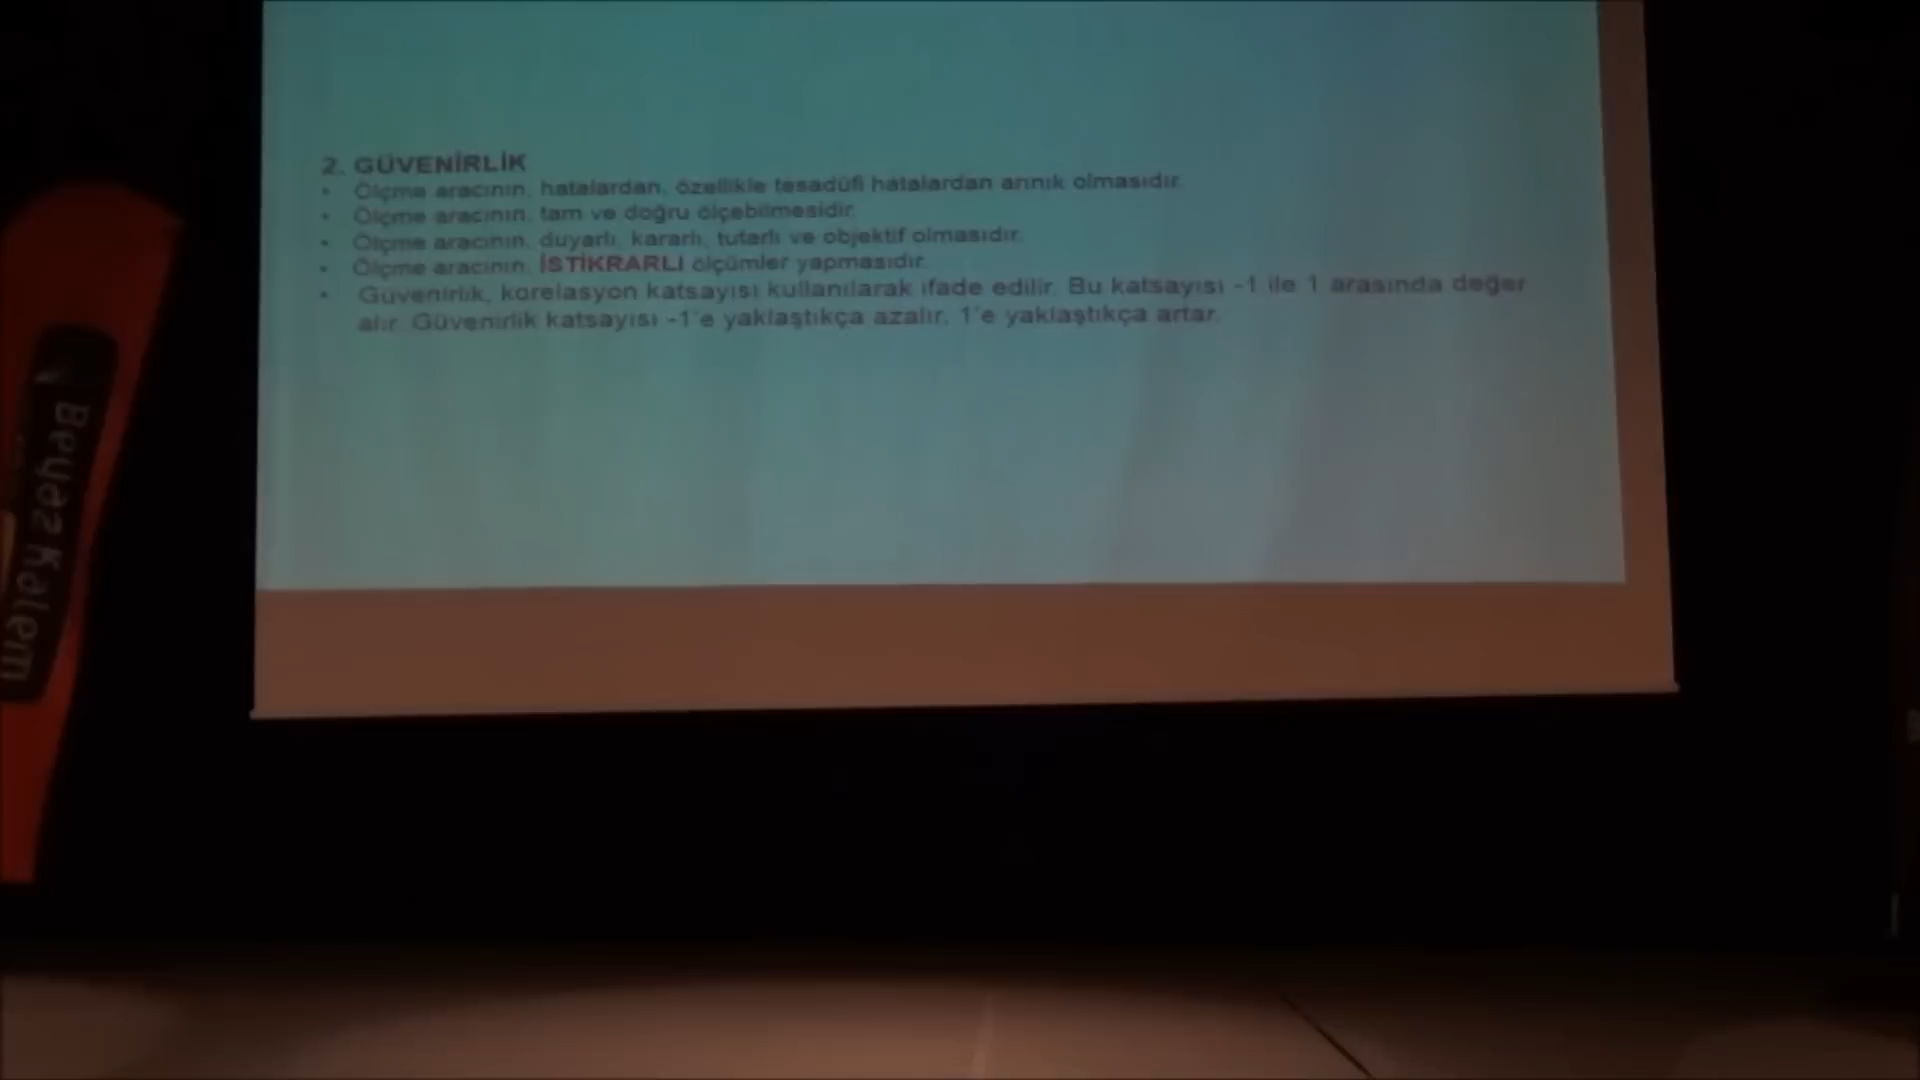 2. GÜVENİRLİK
• Ölçme aracının, hatalardan, özellikle tesadüfi hatalardan arınık olmasıdır.
• Ölçme aracının, tam ve doğru ölçebilmesidir.
• Ölçme aracının, duyarlı, kararlı, tutarlı ve objektif olmasıdır.
• Ölçme aracının, İSTİKRARLI ölçümler yapmasıdır.
• Güvenirlik, korelasyon katsayısı kullanılarak ifade edilir. Bu katsayısı -1 ile 1 arasında değer
alır. Güvenirlik katsayısı -1'e yaklaştıkça azalır, 1'e yaklaştıkça artar.
Beyaz Kalem